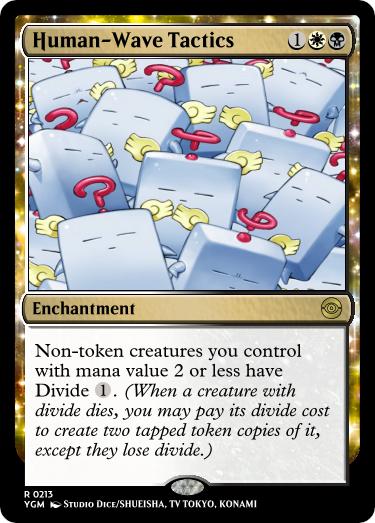 Human-Wave Tactics 1
Enchantment
Non-token creatures you control
with mana value 2 or less have
Divide 1. (When a creature with
divide dies, you may pay its divide cost
to create two tapped token copies of it,
except they lose divide.)
R 0213
YGM Studio Dice/SHUEISHA, TV TOKYO, KONAMI